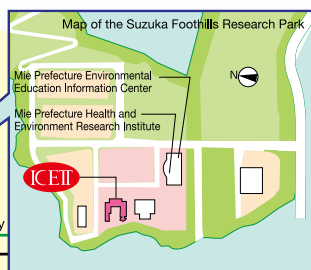 Map of the Suzuka Foothills Research Park
Mie Prefecture Environmental
Education Information Center
N
Mie Prefecture Health and
Environment Research Institute
ICETT
y